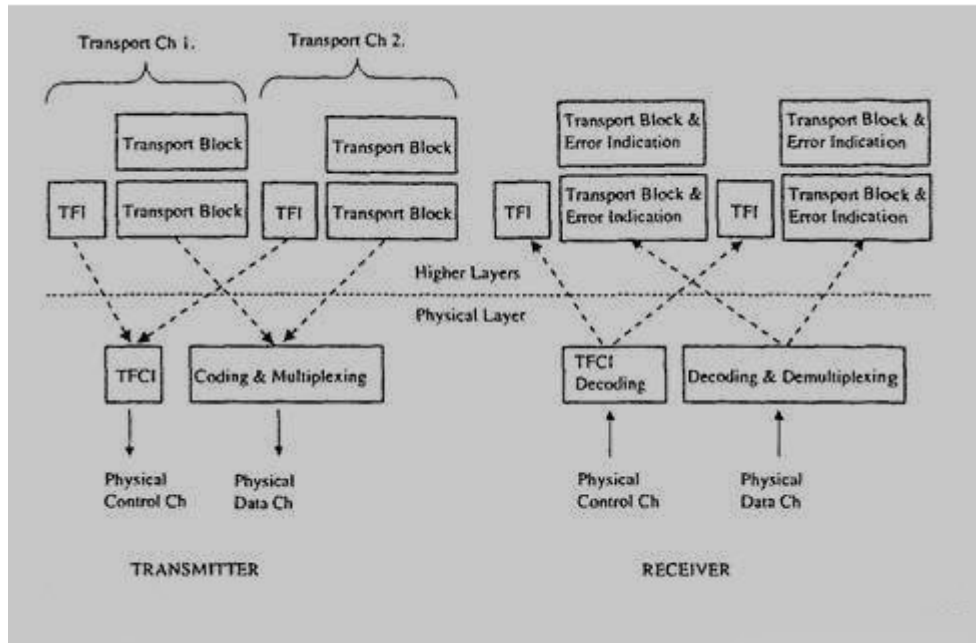 Transport Ch 1.
Transport Ch 2.
Transport Block
Transport Block
Transport Block &
Error Indication
Transport Block &
Error Indication
TFI
Transport Block
TFI
Transport Block
TFI
Transport Block &
Error Indication
TFI
Transport Block &
Error Indication
Higher Layers
Physical Layer
TFCI
Coding & Multiplexing
TFCI
Decoding
Decoding & Demultiplexing
Physical
Control Ch
Physical
Data Ch
Physical
Control Ch
Physical
Data Ch
TRANSMITTER
RECEIVER